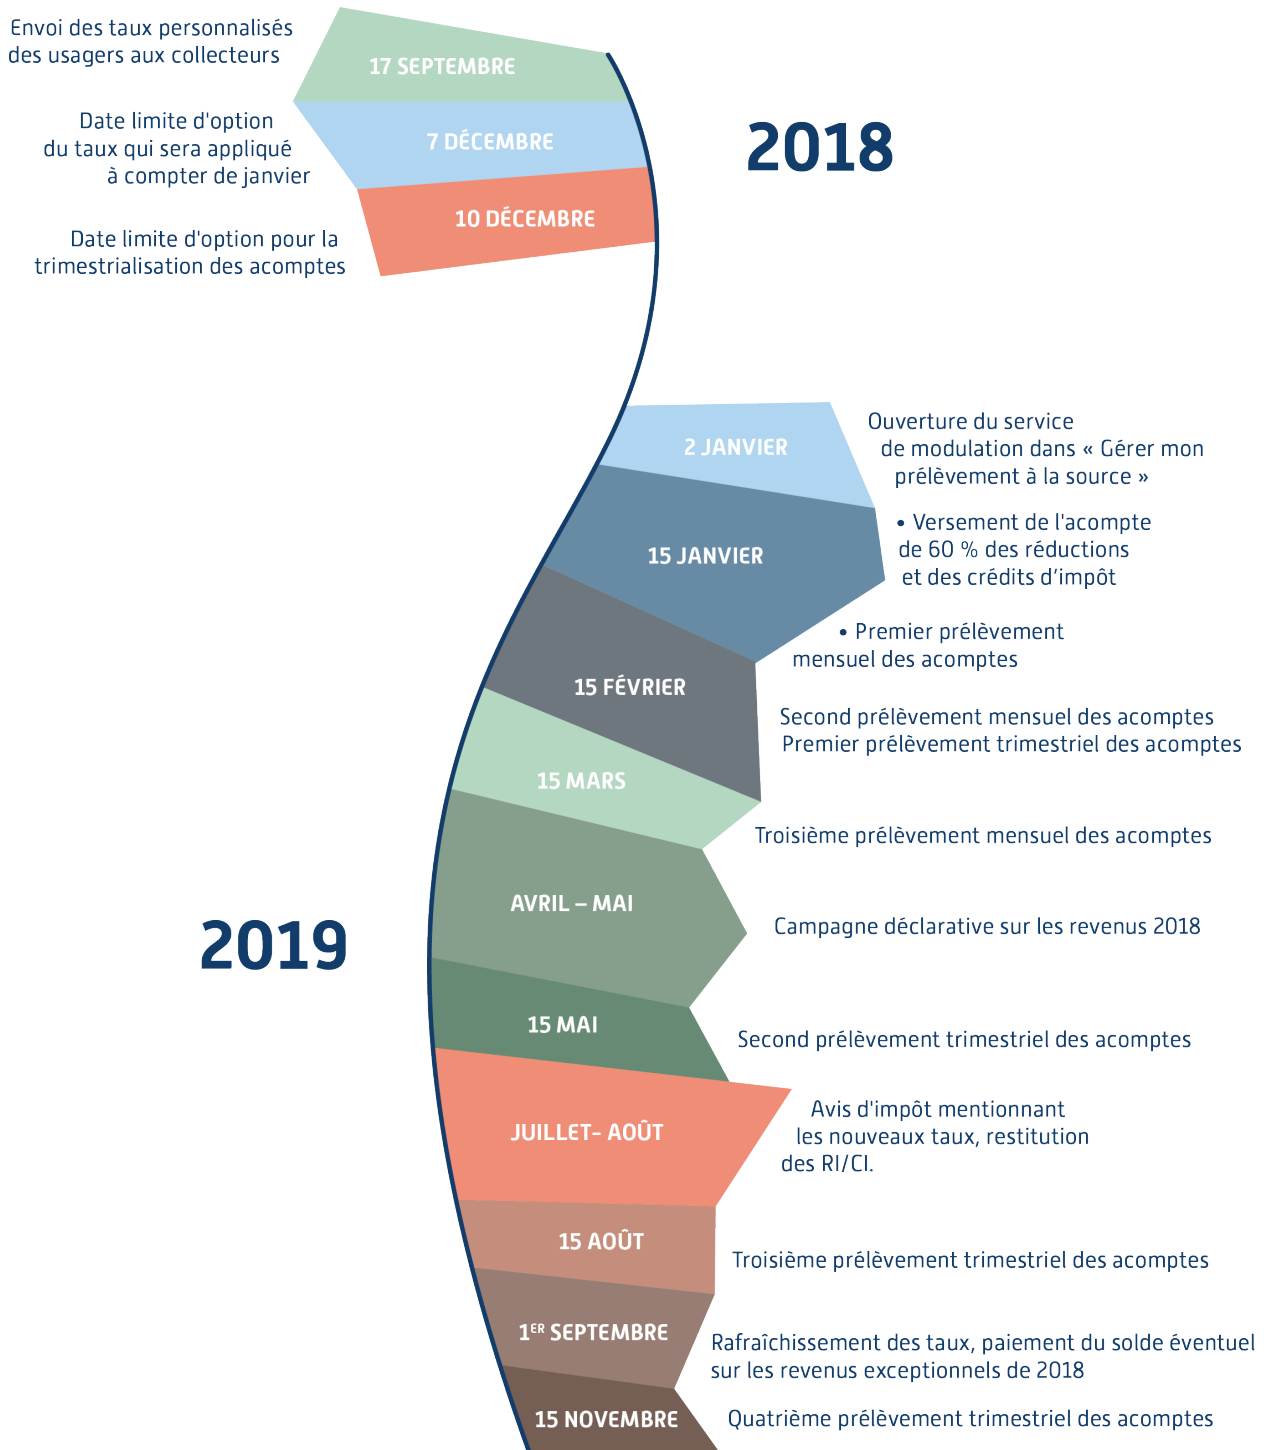 Envoi des taux personnalisés
des usagers aux collecteurs
17 SEPTEMBRE
2018
Date limite d'option
du taux qui sera appliqué
à compter de janvier
7 DÉCEMBRE
Date limite d'option pour la
trimestrialisation des acomptes
10 DÉCEMBRE
2019
2 JANVIER
Ouverture du service
de modulation dans « Gérer mon
prélèvement à la source »
15 JANVIER
• Versement de l'acompte
de 60 % des réductions
et des crédits d’impôt
• Premier prélèvement
mensuel des acomptes
15 FÉVRIER
Second prélèvement mensuel des acomptes
Premier prélèvement trimestriel des acomptes
15 MARS
Troisième prélèvement mensuel des acomptes
AVRIL – MAI
Campagne déclarative sur les revenus 2018
15 MAI
Second prélèvement trimestriel des acomptes
JUILLET- AOÛT
Avis d'impôt mentionnant
les nouveaux taux, restitution
des RI/CI.
15 AOÛT
Troisième prélèvement trimestriel des acomptes
1ER SEPTEMBRE
Rafraîchissement des taux, paiement du solde éventuel
sur les revenus exceptionnels de 2018
15 NOVEMBRE
Quatrième prélèvement trimestriel des acomptes